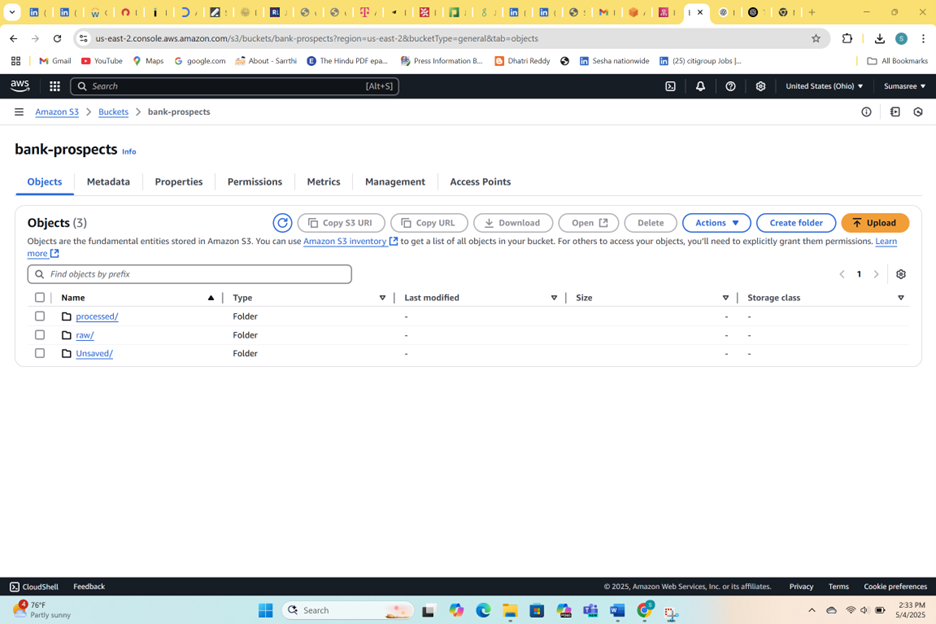 us-east-2.console.aws.amazon.com/s3/buckets/bank-prospects?region=us-east-2&bucketType=general&tab=objects
Gmail YouTube Maps google.com About - Sarthi The Hindu PDF epa... Press Information B... Dhatri Reddy Sesha nationwide (25) citigroup Jobs |... All Bookmarks
aws Search [Alt+S] United States (Ohio) Sumasree
Amazon S3 > Buckets > bank-prospects
bank-prospects Info
Objects Metadata Properties Permissions Metrics Management Access Points
Objects (3) Copy S3 URI Copy URL Download Open Delete Actions Create folder Upload
Objects are the fundamental entities stored in Amazon S3. You can use Amazon S3 inventory to get a list of all objects in your bucket. For others to access your objects, you'll need to explicitly grant them permissions. Learn
more
Find objects by prefix 1
Name Type Last modified Size Storage class
processed/ Folder - - -
raw/ Folder - - -
Unsaved/ Folder - - -
CloudShell Feedback © 2025, Amazon Web Services, Inc. or its affiliates. Privacy Terms Cookie preferences
4 76°F Search 2:33 PM
Partly sunny 5/4/2025